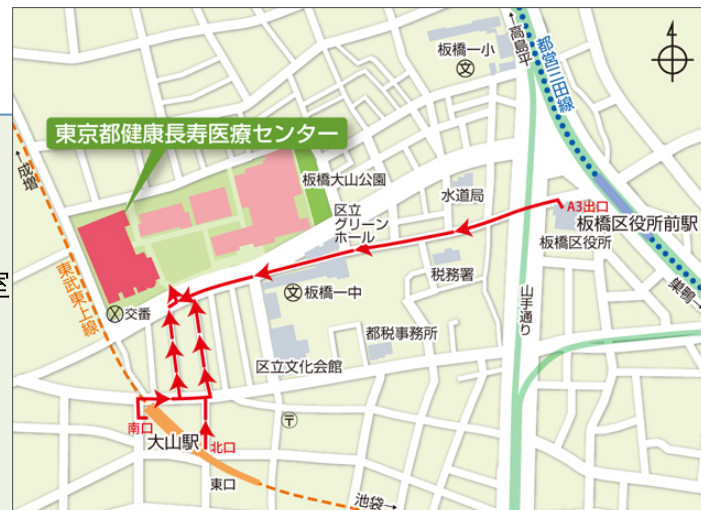 板橋一小
文
↑高島平
都営三田線
東京都健康長寿医療センター
←成増
板橋大山公園
水道局
A3出口
板橋区役所前駅
板橋区役所
区立
グリーン
ホール
税務署
東武東上線
交番
文
板橋一中
山手通り
巣鴨→
都税事務所
区立文化会館
〒
南口
大山駅
北口
東口
池袋→